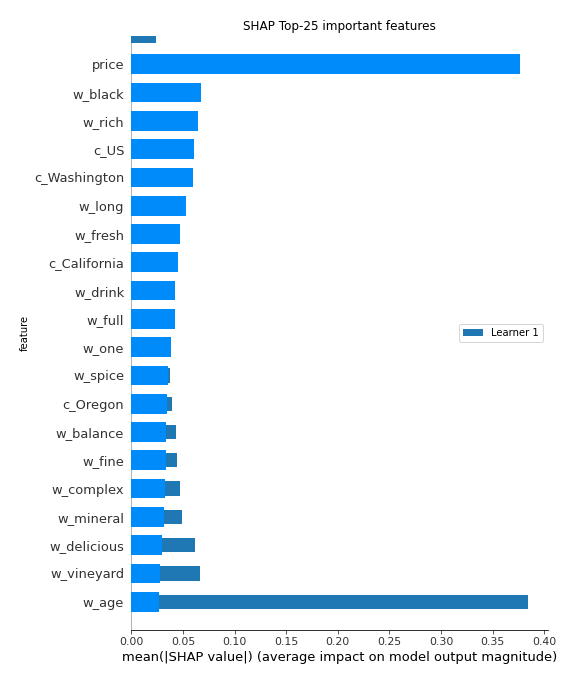 SHAP Top-25 important features
price
w_black
w_rich
c_US
c_Washington
w_long
w_fresh
c_California
w_drink
w_full
w_one
w_spice
c_Oregon
w_balance
w_fine
w_complex
w_mineral
w_delicious
w_vineyard
w_age
feature
Learner 1
0.00 0.05 0.10 0.15 0.20 0.25 0.30 0.35 0.40
mean(|SHAP value|) (average impact on model output magnitude)